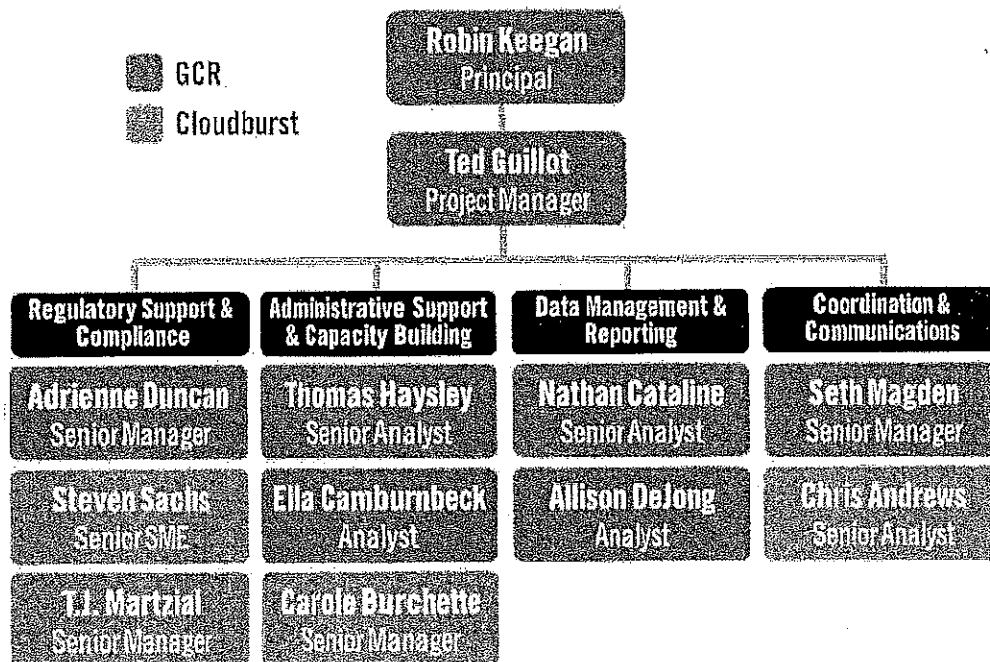 Robin Keegan
Principal
GCR
Cloudburst
Ted Guillot
Project Manager
Regulatory Support &
Compliance
Administrative Support
& Capacity Building
Data Management &
Reporting
Coordination &
Communications
Adrienne Duncan
Senior Manager
Thomas Haysley
Senior Analyst
Nathan Cataline
Senior Analyst
Seth Magden
Senior Manager
Steven Sachs
Senior SME
Ella Camburnbeck
Analyst
Allison DeJong
Analyst
Chris Andrews
Senior Analyst
T.J. Martzial
Senior Manager
Carole Burchette
Senior Manager